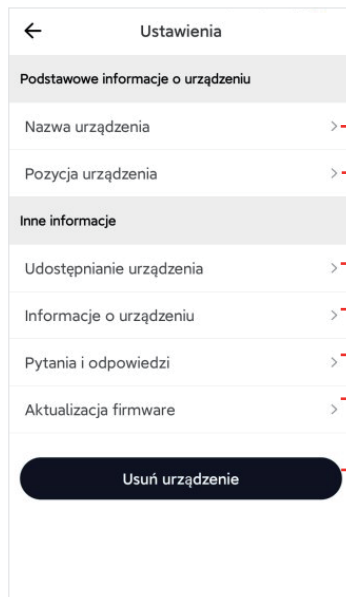 Ustawienia
Podstawowe informacje o urządzeniu
Nazwa urządzenia
Pozycja urządzenia
Inne informacje
Udostępnianie urządzenia
Informacje o urządzeniu
Pytania i odpowiedzi
Aktualizacja firmware
Usuń urządzenie